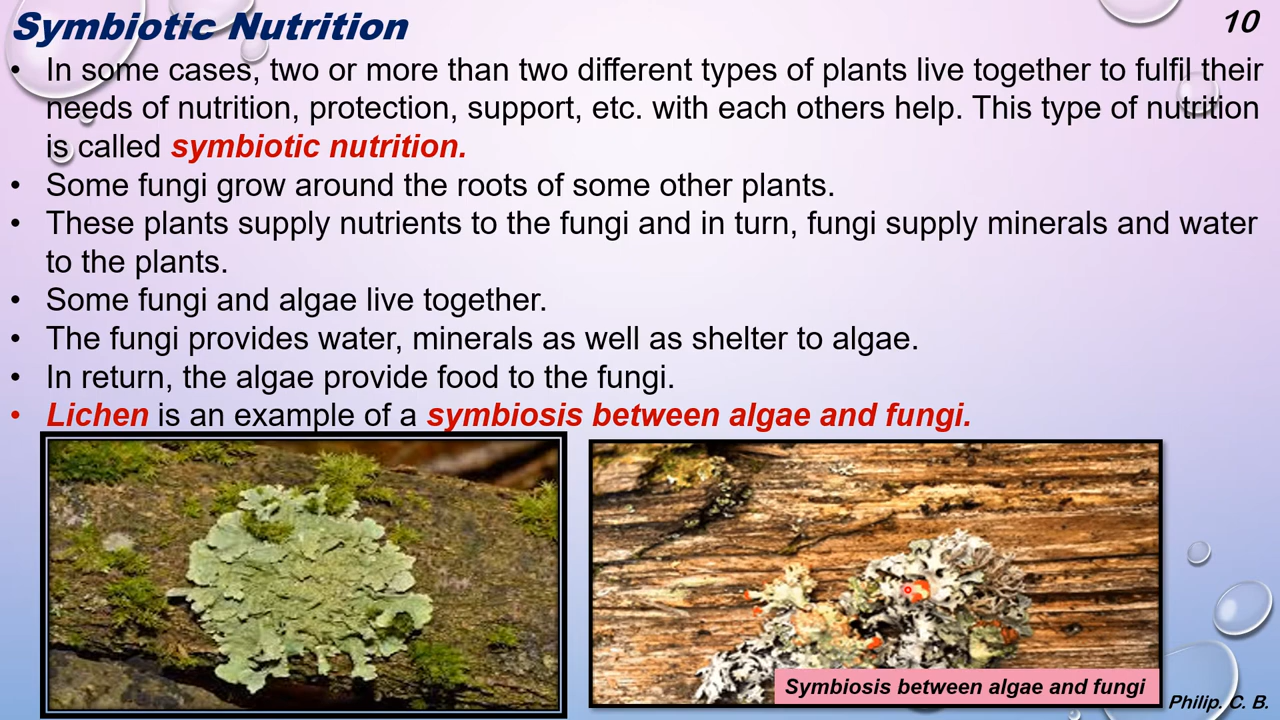 Symbiotic Nutrition
10
• In some cases, two or more than two different types of plants live together to fulfil their
needs of nutrition, protection, support, etc. with each others help. This type of nutrition
is called symbiotic nutrition.
• Some fungi grow around the roots of some other plants.
• These plants supply nutrients to the fungi and in turn, fungi supply minerals and water
to the plants.
• Some fungi and algae live together.
• The fungi provides water, minerals as well as shelter to algae.
• In return, the algae provide food to the fungi.
• Lichen is an example of a symbiosis between algae and fungi.
Symbiosis between algae and fungi
Philip. C. B.